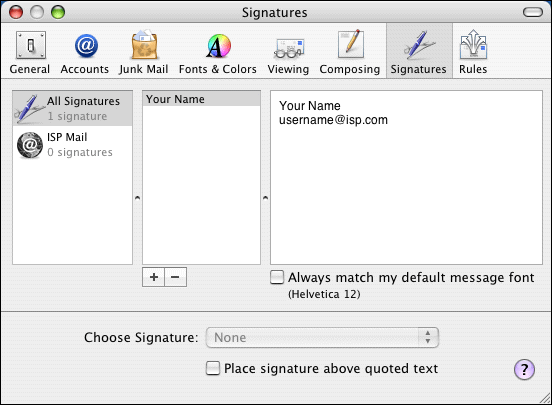 Signatures
General
Accounts
Junk Mail
Fonts & Colors
Viewing
Composing
Signatures
Rules
All Signatures
1 signature
ISP Mail
0 signatures
Your Name
Your Name
username@isp.com
+ −
Always match my default message font
(Helvetica 12)
Choose Signature: None
Place signature above quoted text
?